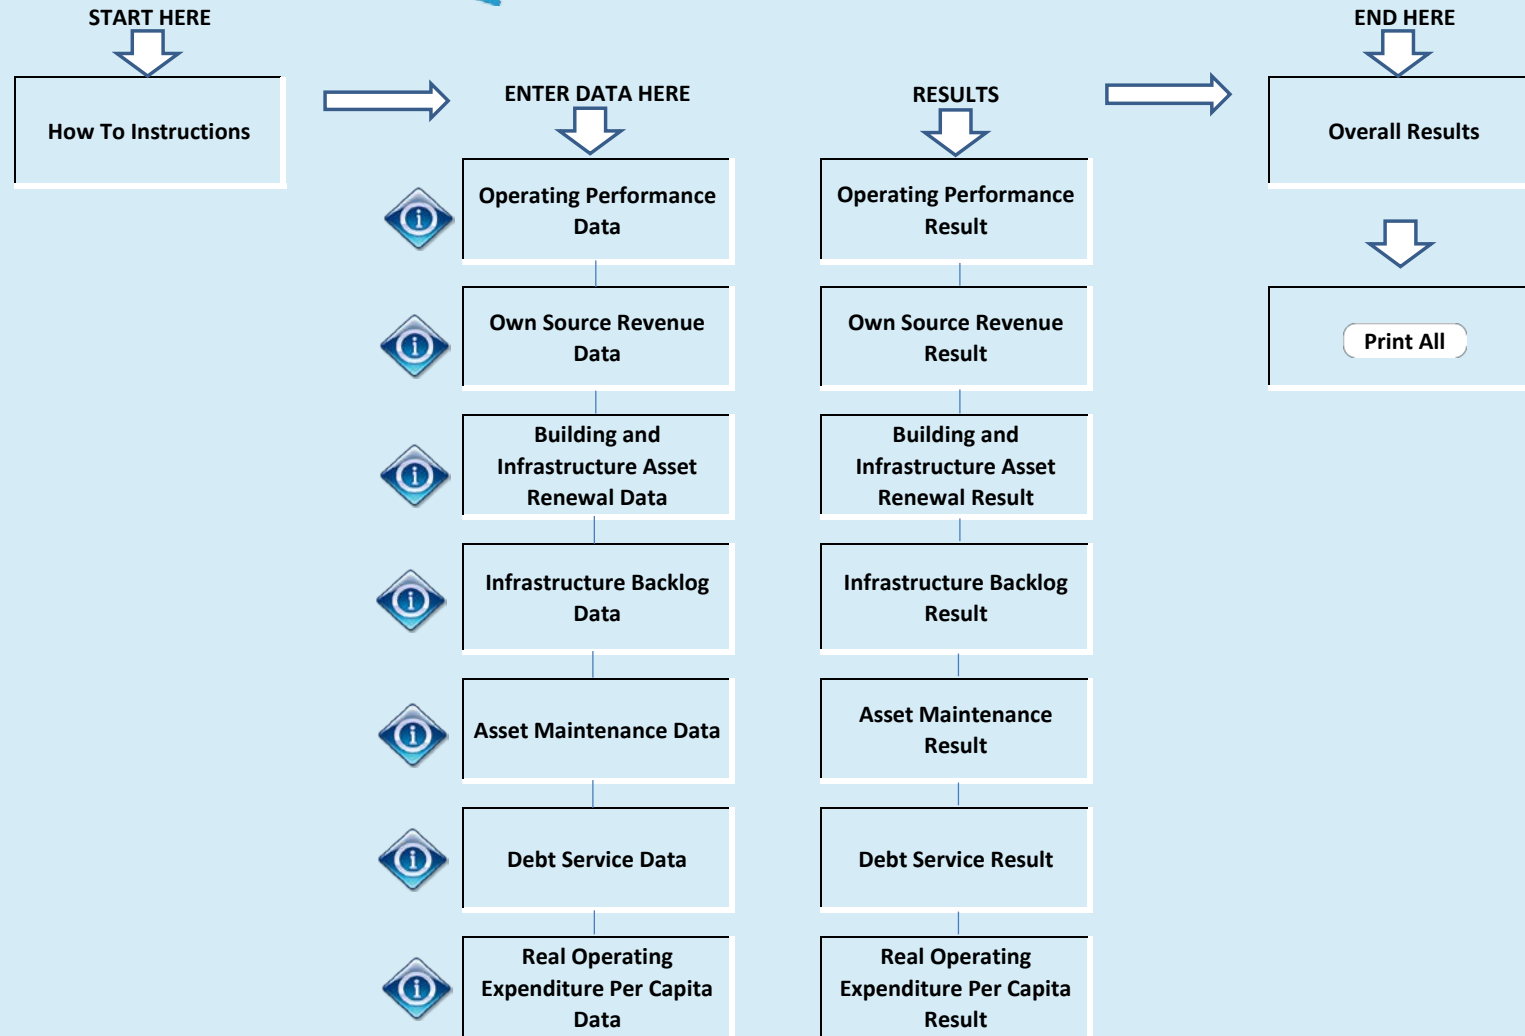 START HERE
How To Instructions
ENTER DATA HERE
Operating Performance
Data
Own Source Revenue
Data
Building and
Infrastructure Asset
Renewal Data
Infrastructure Backlog
Data
Asset Maintenance Data
Debt Service Data
Real Operating
Expenditure Per Capita
Data
RESULTS
Operating Performance
Result
Own Source Revenue
Result
Building and
Infrastructure Asset
Renewal Result
Infrastructure Backlog
Result
Asset Maintenance
Result
Debt Service Result
Real Operating
Expenditure Per Capita
Result
END HERE
Overall Results
Print All